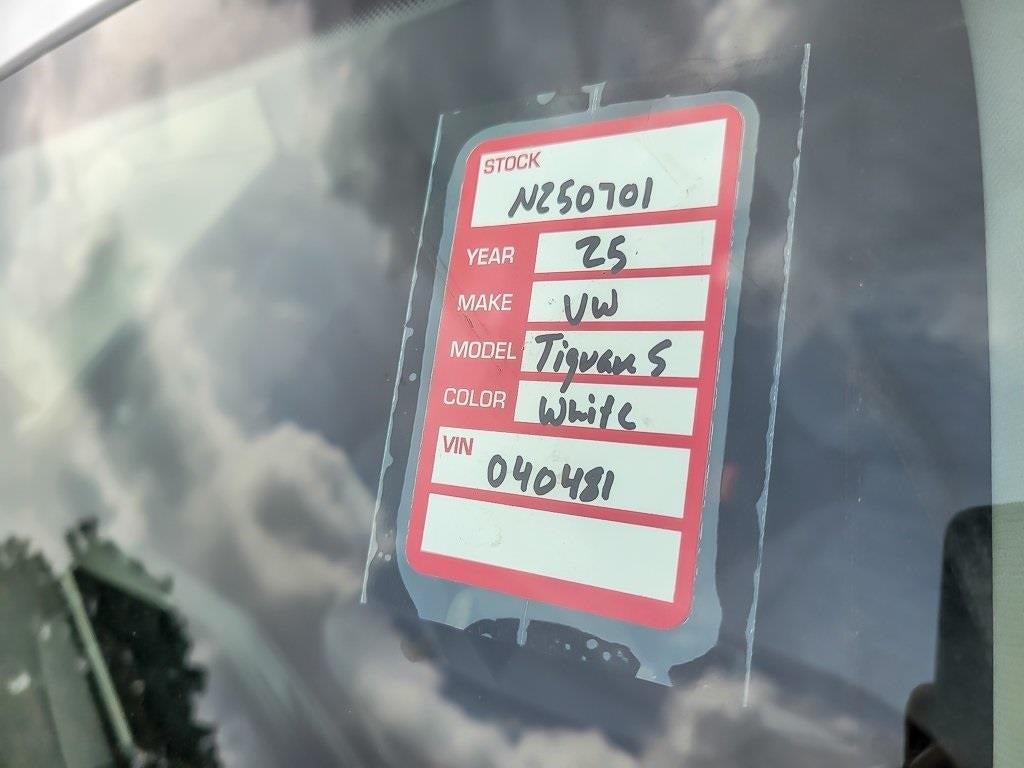 STOCK
N250701
YEAR 25
MAKE VW
MODEL Tiguan S
COLOR White
VIN
040481